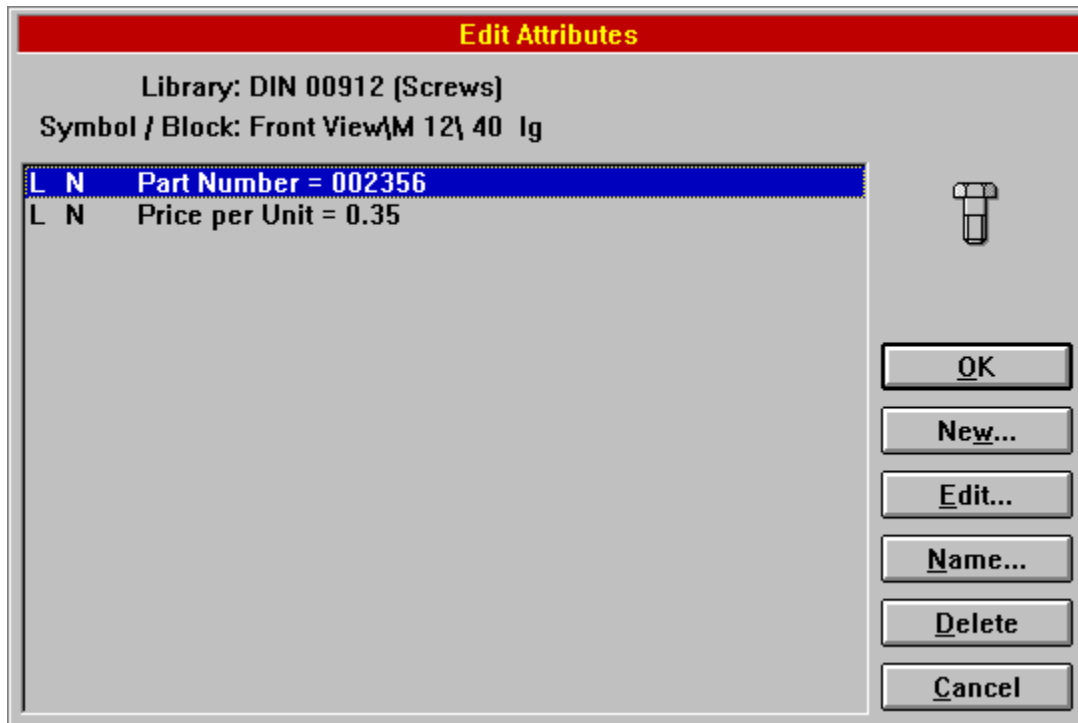 Edit Attributes
Library: DIN 00912 (Screws)
Symbol / Block: Front View\M 12\ 40 lg
L N Part Number = 002356
L N Price per Unit = 0.35
OK
New...
Edit...
Name...
Delete
Cancel